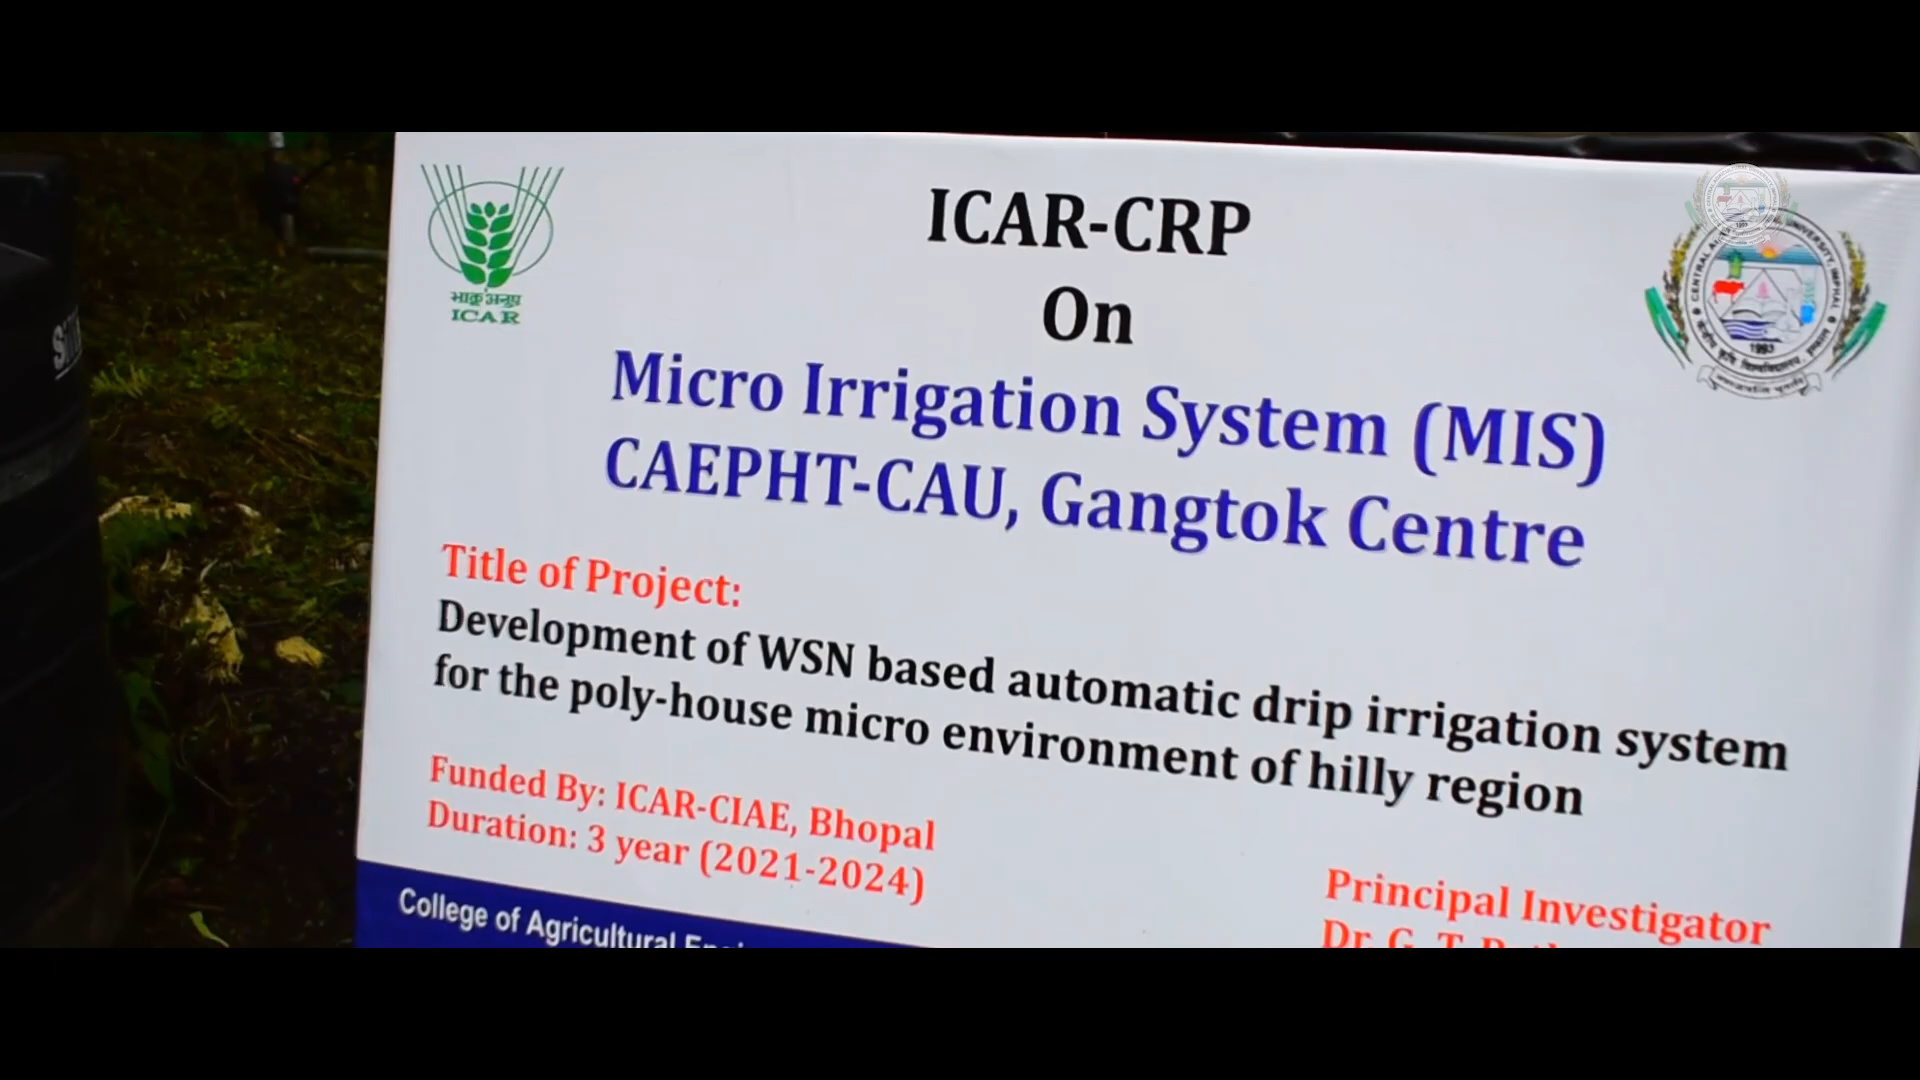 भाकृअनुप
ICAR
ICAR-CRP
On
Micro Irrigation System (MIS)
CAEPHT-CAU, Gangtok Centre
Title of Project:
Development of WSN based automatic drip irrigation system
for the poly-house micro environment of hilly region
Funded By: ICAR-CIAE, Bhopal
Duration: 3 year (2021-2024)
Principal Investigator
Dr. G. T.
College of Agricultural
1993